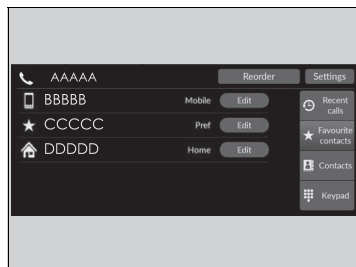 AAAAA Reorder Settings
BBBBB Mobile Edit
CCCCC Pref Edit
DDDDD Home Edit
Recent
calls
Favourite
contacts
Contacts
Keypad